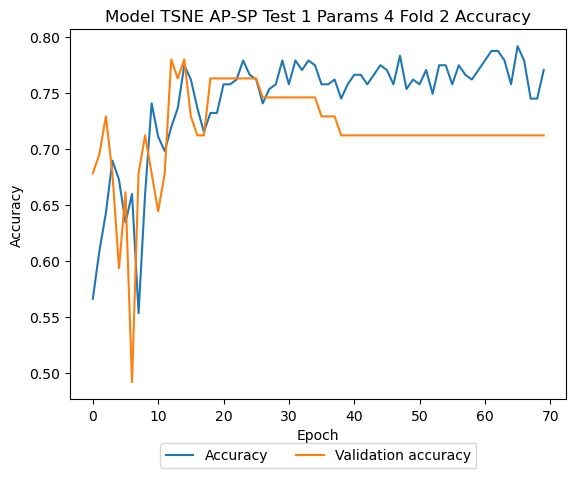 Model TSNE AP-SP Test 1 Params 4 Fold 2 Accuracy
0.80
0.75
0.70
0.65
0.60
0.55
0.50
Accuracy
0 10 20 30 40 50 60 70
Epoch
Accuracy Validation accuracy